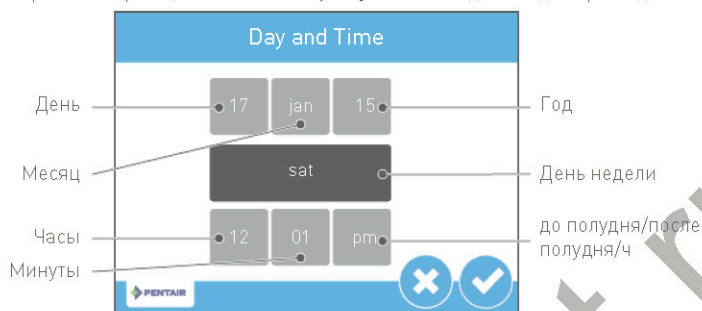 Day and Time
День
17
jan
15
Год
Месяц
sat
День недели
Часы
12
01
pm
до полудня/после
полудня/ч
Минуты
PENTAIR